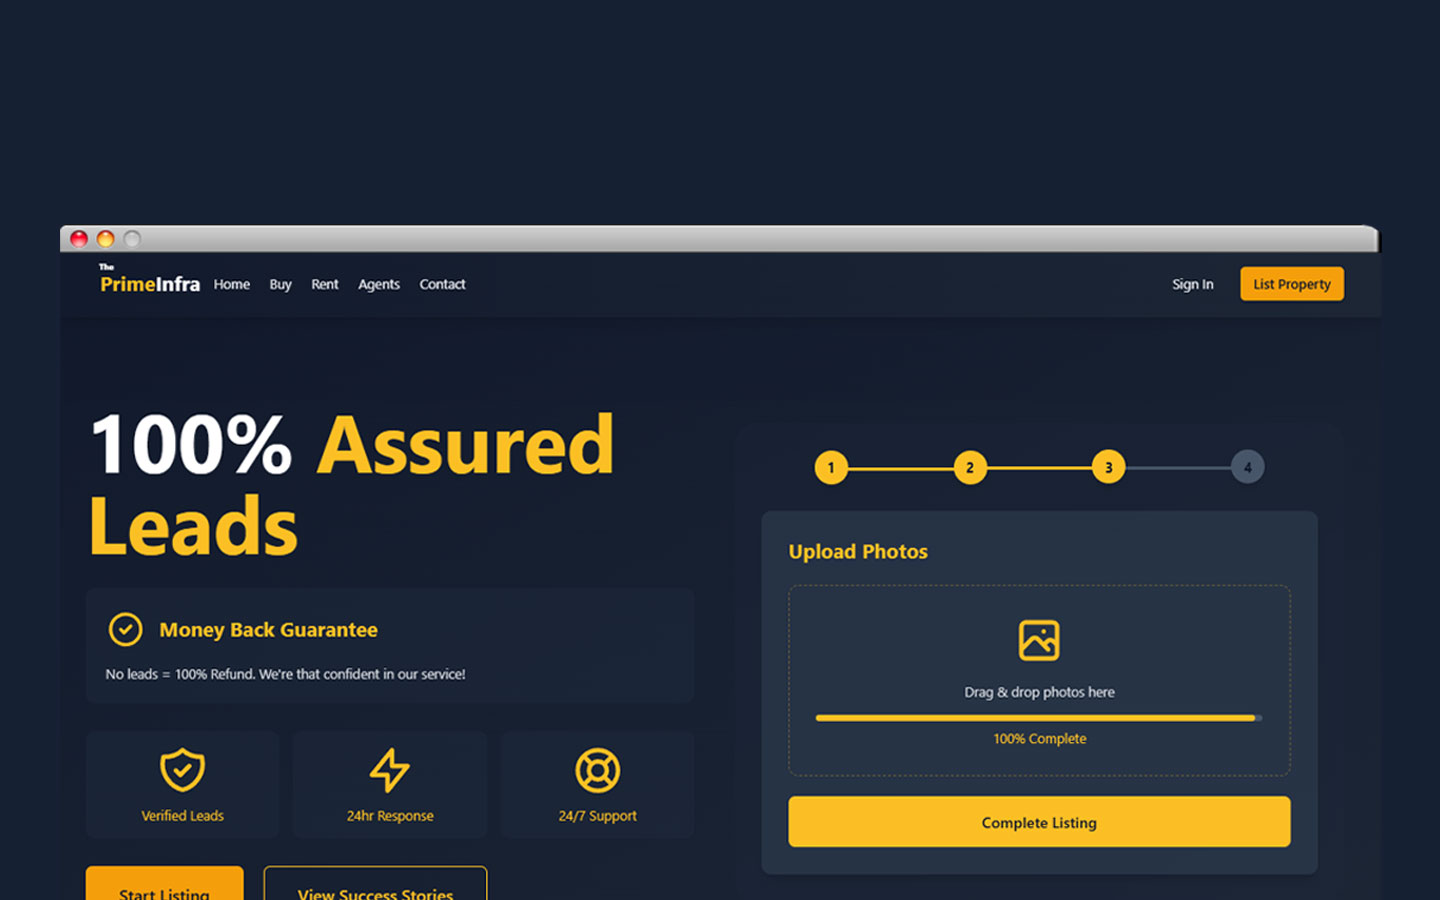 The
PrimeInfra Home Buy Rent Agents Contact Sign In List Property
100% Assured
Leads
Money Back Guarantee
No leads = 100% Refund. We're that confident in our service!
Verified Leads 24hr Response 24/7 Support
Start Listing View Success Stories
1 2 3 4
Upload Photos
Drag & drop photos here
100% Complete
Complete Listing